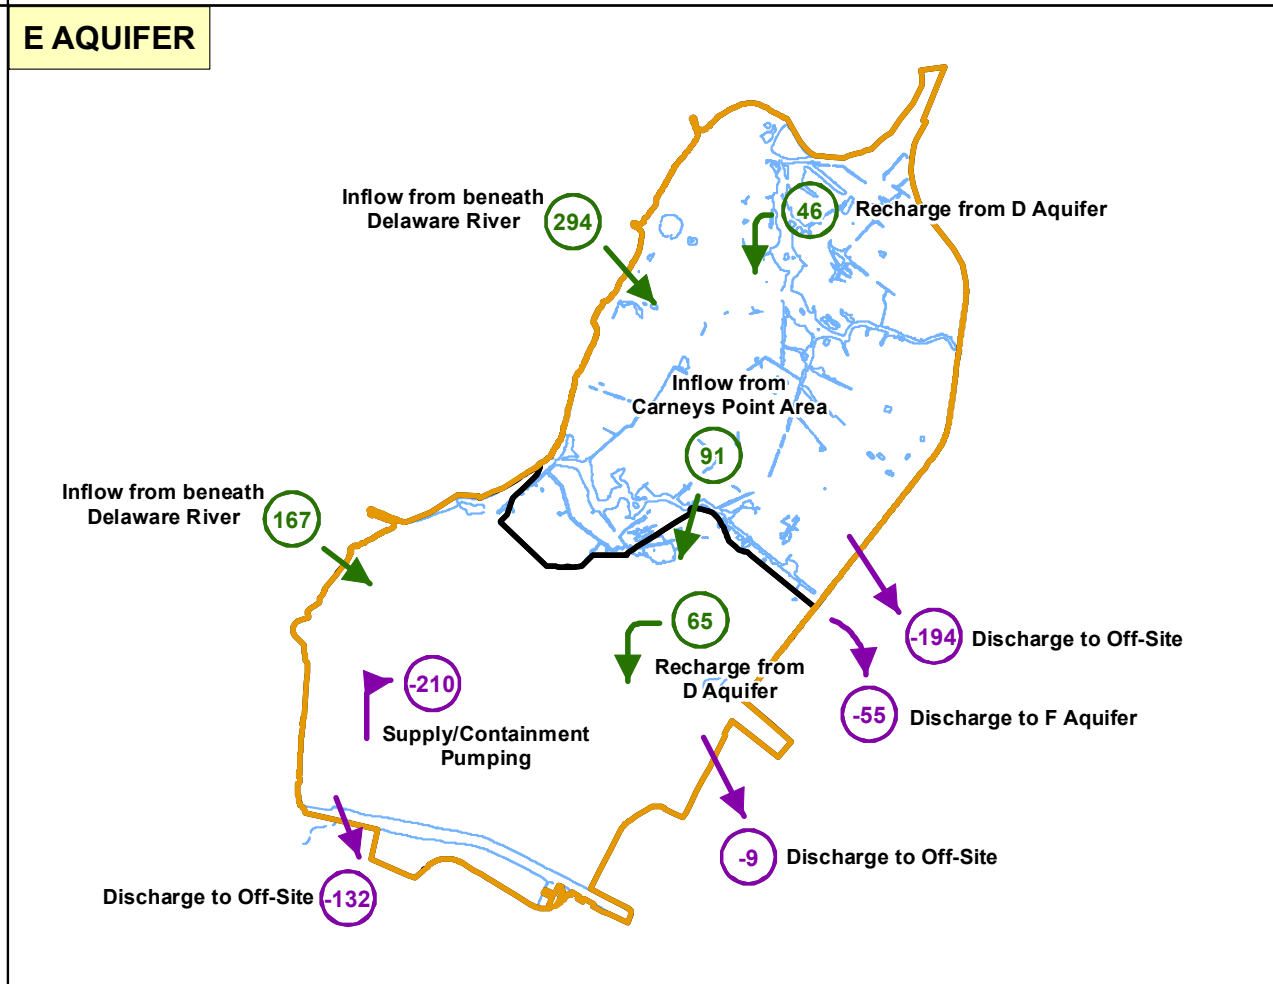 E AQUIFER
Inflow from beneath
Delaware River
294
46
Recharge from D Aquifer
Inflow from
Carneys Point Area
91
Inflow from beneath
Delaware River
167
65
Recharge from
D Aquifer
-194
Discharge to Off-Site
-210
Supply/Containment
Pumping
-55
Discharge to F Aquifer
-9
Discharge to Off-Site
Discharge to Off-Site
-132